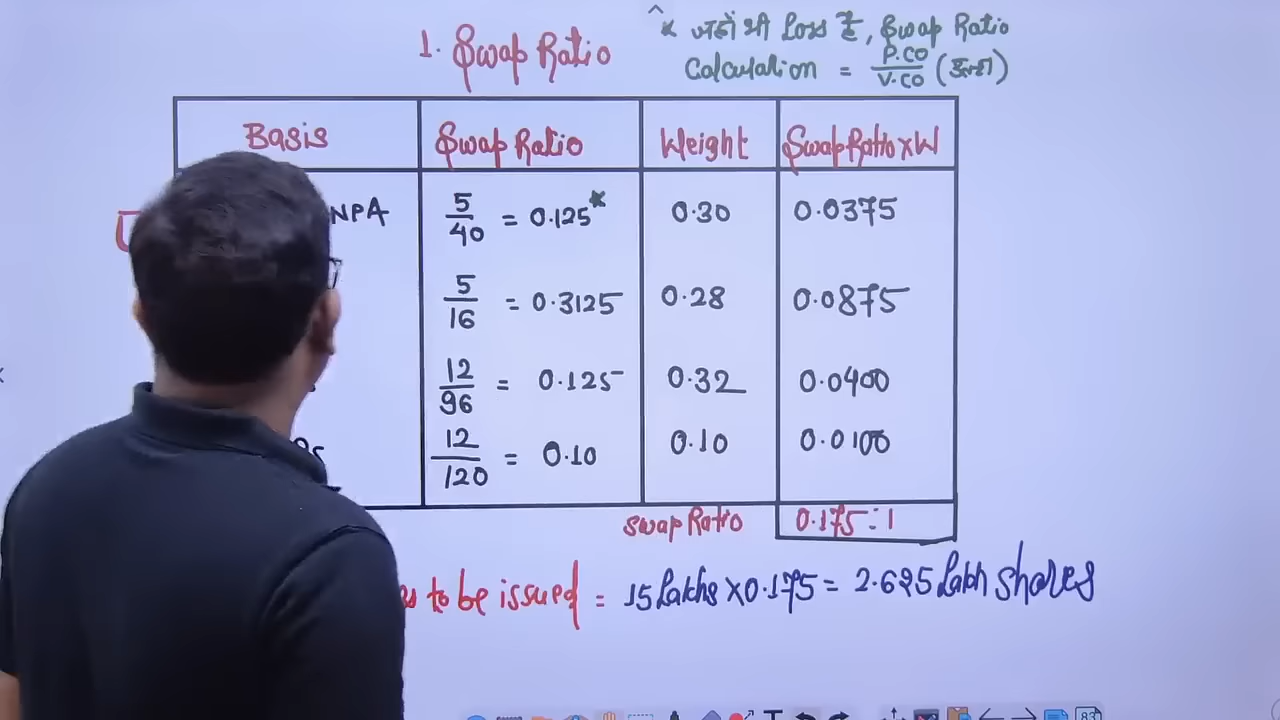 1. Swap Ratio
* जहाँ भी Loss है, Swap Ratio
Calculation = P.CO / V.CO (उल्टा)
Basis Swap Ratio Weight Swap Ratio x W
NPA 5/40 = 0.125* 0.30 0.0375
5/16 = 0.3125 0.28 0.0875
12/96 = 0.125 0.32 0.0400
12/120 = 0.10 0.10 0.0100
Swap Ratio 0.175 : 1
to be issued = 15 Lakhs x 0.175 = 2.625 Lakh shares
83